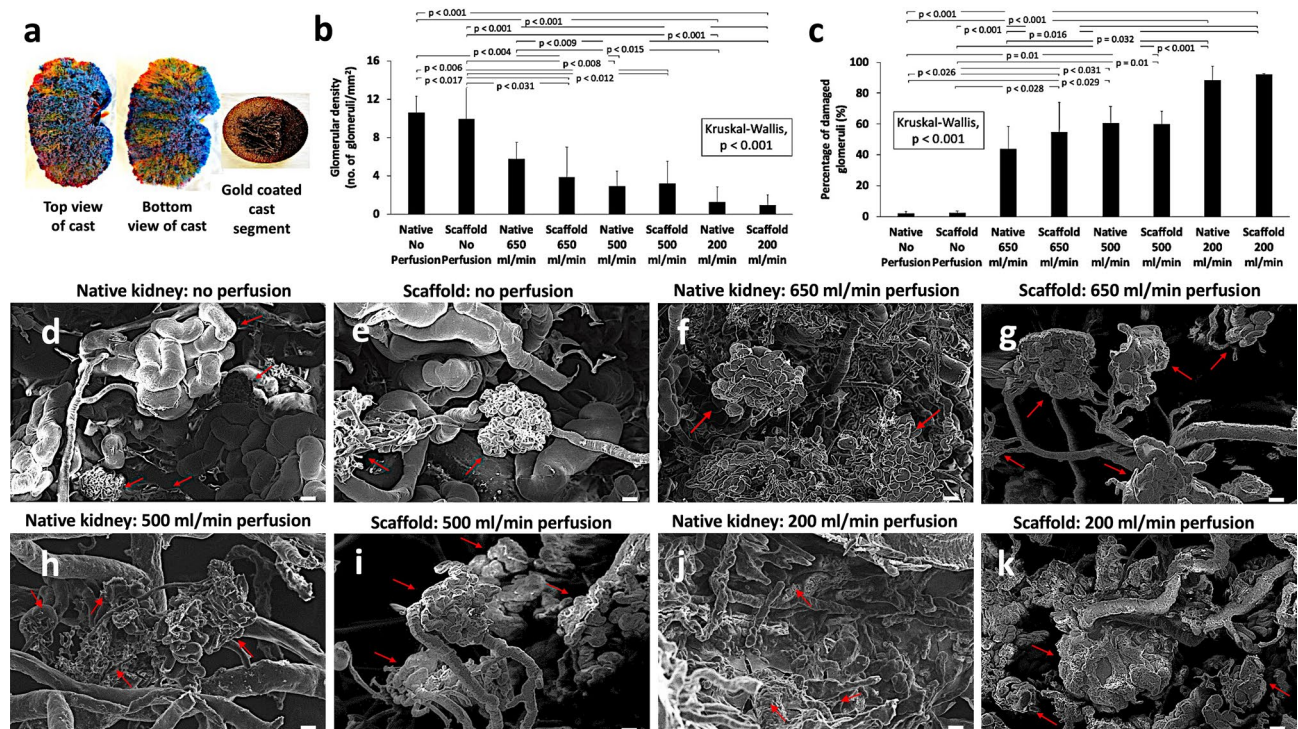 a
Top view
of cast
Bottom
view of cast
Gold coated
cast
segment
b
p < 0.001
p < 0.001
p < 0.001
p < 0.001
p < 0.009
p < 0.004
p < 0.015
p < 0.008
p < 0.006
p < 0.012
p < 0.017
p < 0.031
Glomerular density
(no. of glomeruli/mm²)
16
12
8
4
0
Kruskal-Wallis,
p < 0.001
Native
No
Perfusion
Scaffold
No
Perfusion
Native
650
ml/min
Scaffold
650
ml/min
Native
500
ml/min
Scaffold
500
ml/min
Native
200
ml/min
Scaffold
200
ml/min
c
p < 0.001
p < 0.001
p < 0.001
p = 0.016
p = 0.032
p < 0.001
p = 0.01
p = 0.01
p < 0.031
p < 0.026
p < 0.029
p < 0.028
Percentage of damaged
glomeruli (%)
100
80
60
40
20
0
Kruskal-Wallis,
p < 0.001
Native
No
Perfusion
Scaffold
No
Perfusion
Native
650
ml/min
Scaffold
650
ml/min
Native
500
ml/min
Scaffold
500
ml/min
Native
200
ml/min
Scaffold
200
ml/min
Native kidney: no perfusion
d
Scaffold: no perfusion
e
Native kidney: 650 ml/min perfusion
f
Scaffold: 650 ml/min perfusion
g
Native kidney: 500 ml/min perfusion
h
Scaffold: 500 ml/min perfusion
i
Native kidney: 200 ml/min perfusion
j
Scaffold: 200 ml/min perfusion
k